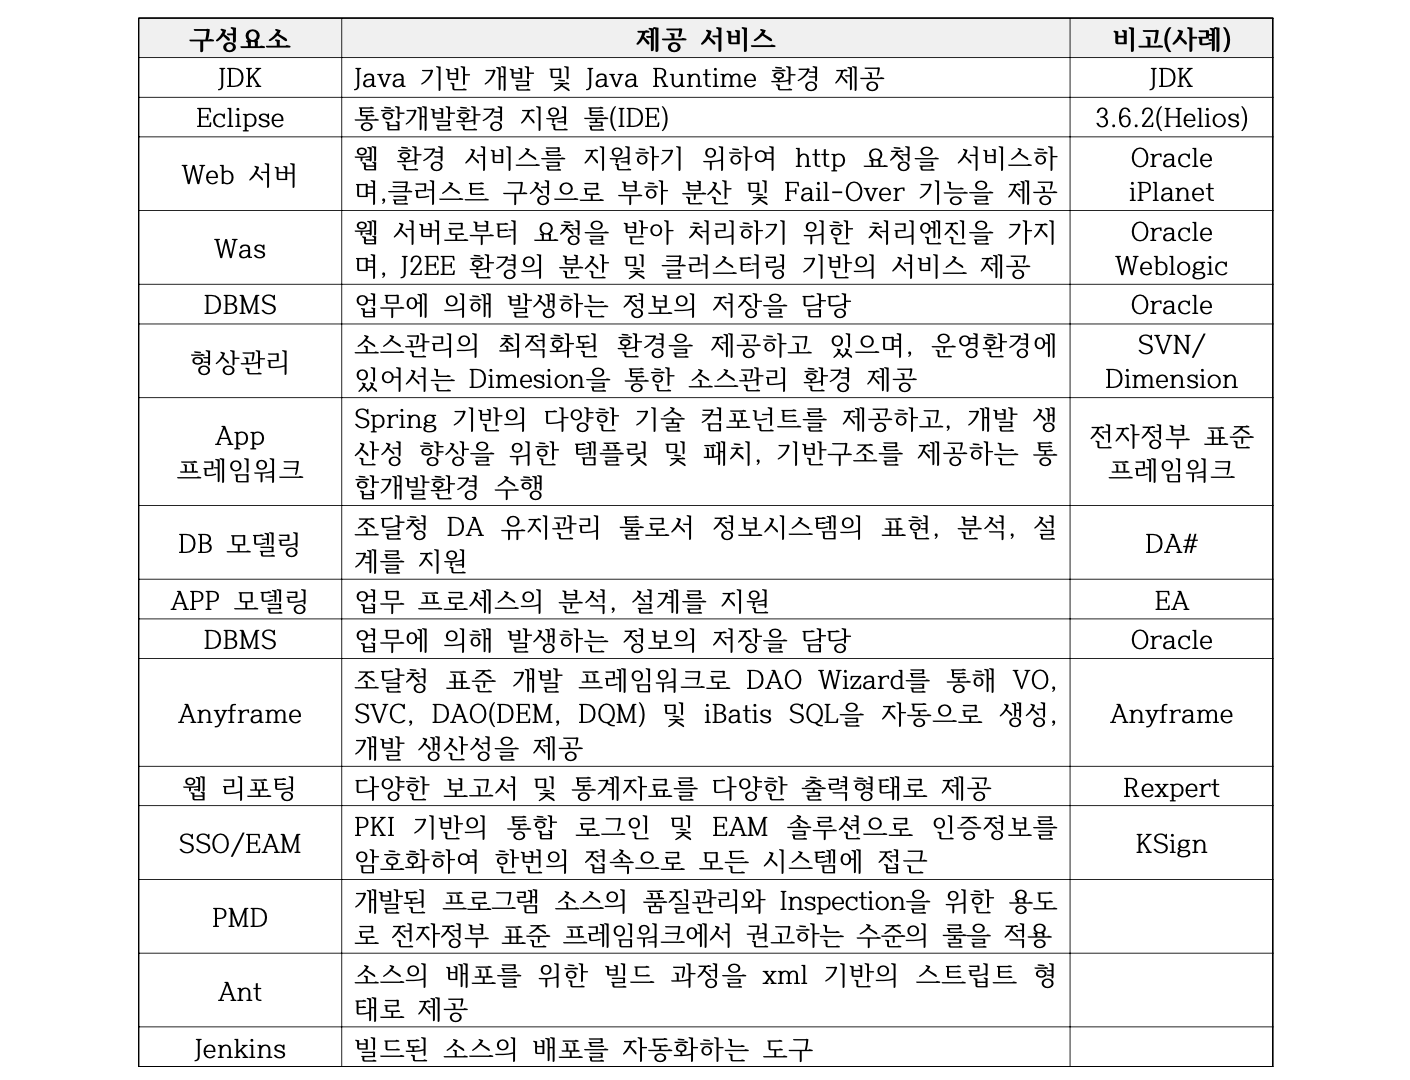 구성요소 제공 서비스 비고(사례)
JDK Java 기반 개발 및 Java Runtime 환경 제공 JDK
Eclipse 통합개발환경 지원 툴(IDE) 3.6.2(Helios)
Web 서버
웹 환경 서비스를 지원하기 위하여 http 요청을 서비스하
며,클러스트 구성으로 부하 분산 및 Fail-Over 기능을 제공
Oracle
iPlanet
Was
웹 서버로부터 요청을 받아 처리하기 위한 처리엔진을 가지
며, J2EE 환경의 분산 및 클러스터링 기반의 서비스 제공
Oracle
Weblogic
DBMS 업무에 의해 발생하는 정보의 저장을 담당 Oracle
형상관리
소스관리의 최적화된 환경을 제공하고 있으며, 운영환경에
있어서는 Dimesion을 통한 소스관리 환경 제공
SVN/
Dimension
App
프레임워크
Spring 기반의 다양한 기술 컴포넌트를 제공하고, 개발 생
산성 향상을 위한 템플릿 및 패치, 기반구조를 제공하는 통
합개발환경 수행
전자정부 표준
프레임워크
DB 모델링
조달청 DA 유지관리 툴로서 정보시스템의 표현, 분석, 설
계를 지원
DA#
APP 모델링 업무 프로세스의 분석, 설계를 지원 EA
DBMS 업무에 의해 발생하는 정보의 저장을 담당 Oracle
Anyframe
조달청 표준 개발 프레임워크로 DAO Wizard를 통해 VO,
SVC, DAO(DEM, DQM) 및 iBatis SQL을 자동으로 생성,
개발 생산성을 제공
Anyframe
웹 리포팅 다양한 보고서 및 통계자료를 다양한 출력형태로 제공 Rexpert
SSO/EAM
PKI 기반의 통합 로그인 및 EAM 솔루션으로 인증정보를
암호화하여 한번의 접속으로 모든 시스템에 접근
KSign
PMD
개발된 프로그램 소스의 품질관리와 Inspection을 위한 용도
로 전자정부 표준 프레임워크에서 권고하는 수준의 룰을 적용
Ant
소스의 배포를 위한 빌드 과정을 xml 기반의 스트립트 형
태로 제공
Jenkins 빌드된 소스의 배포를 자동화하는 도구